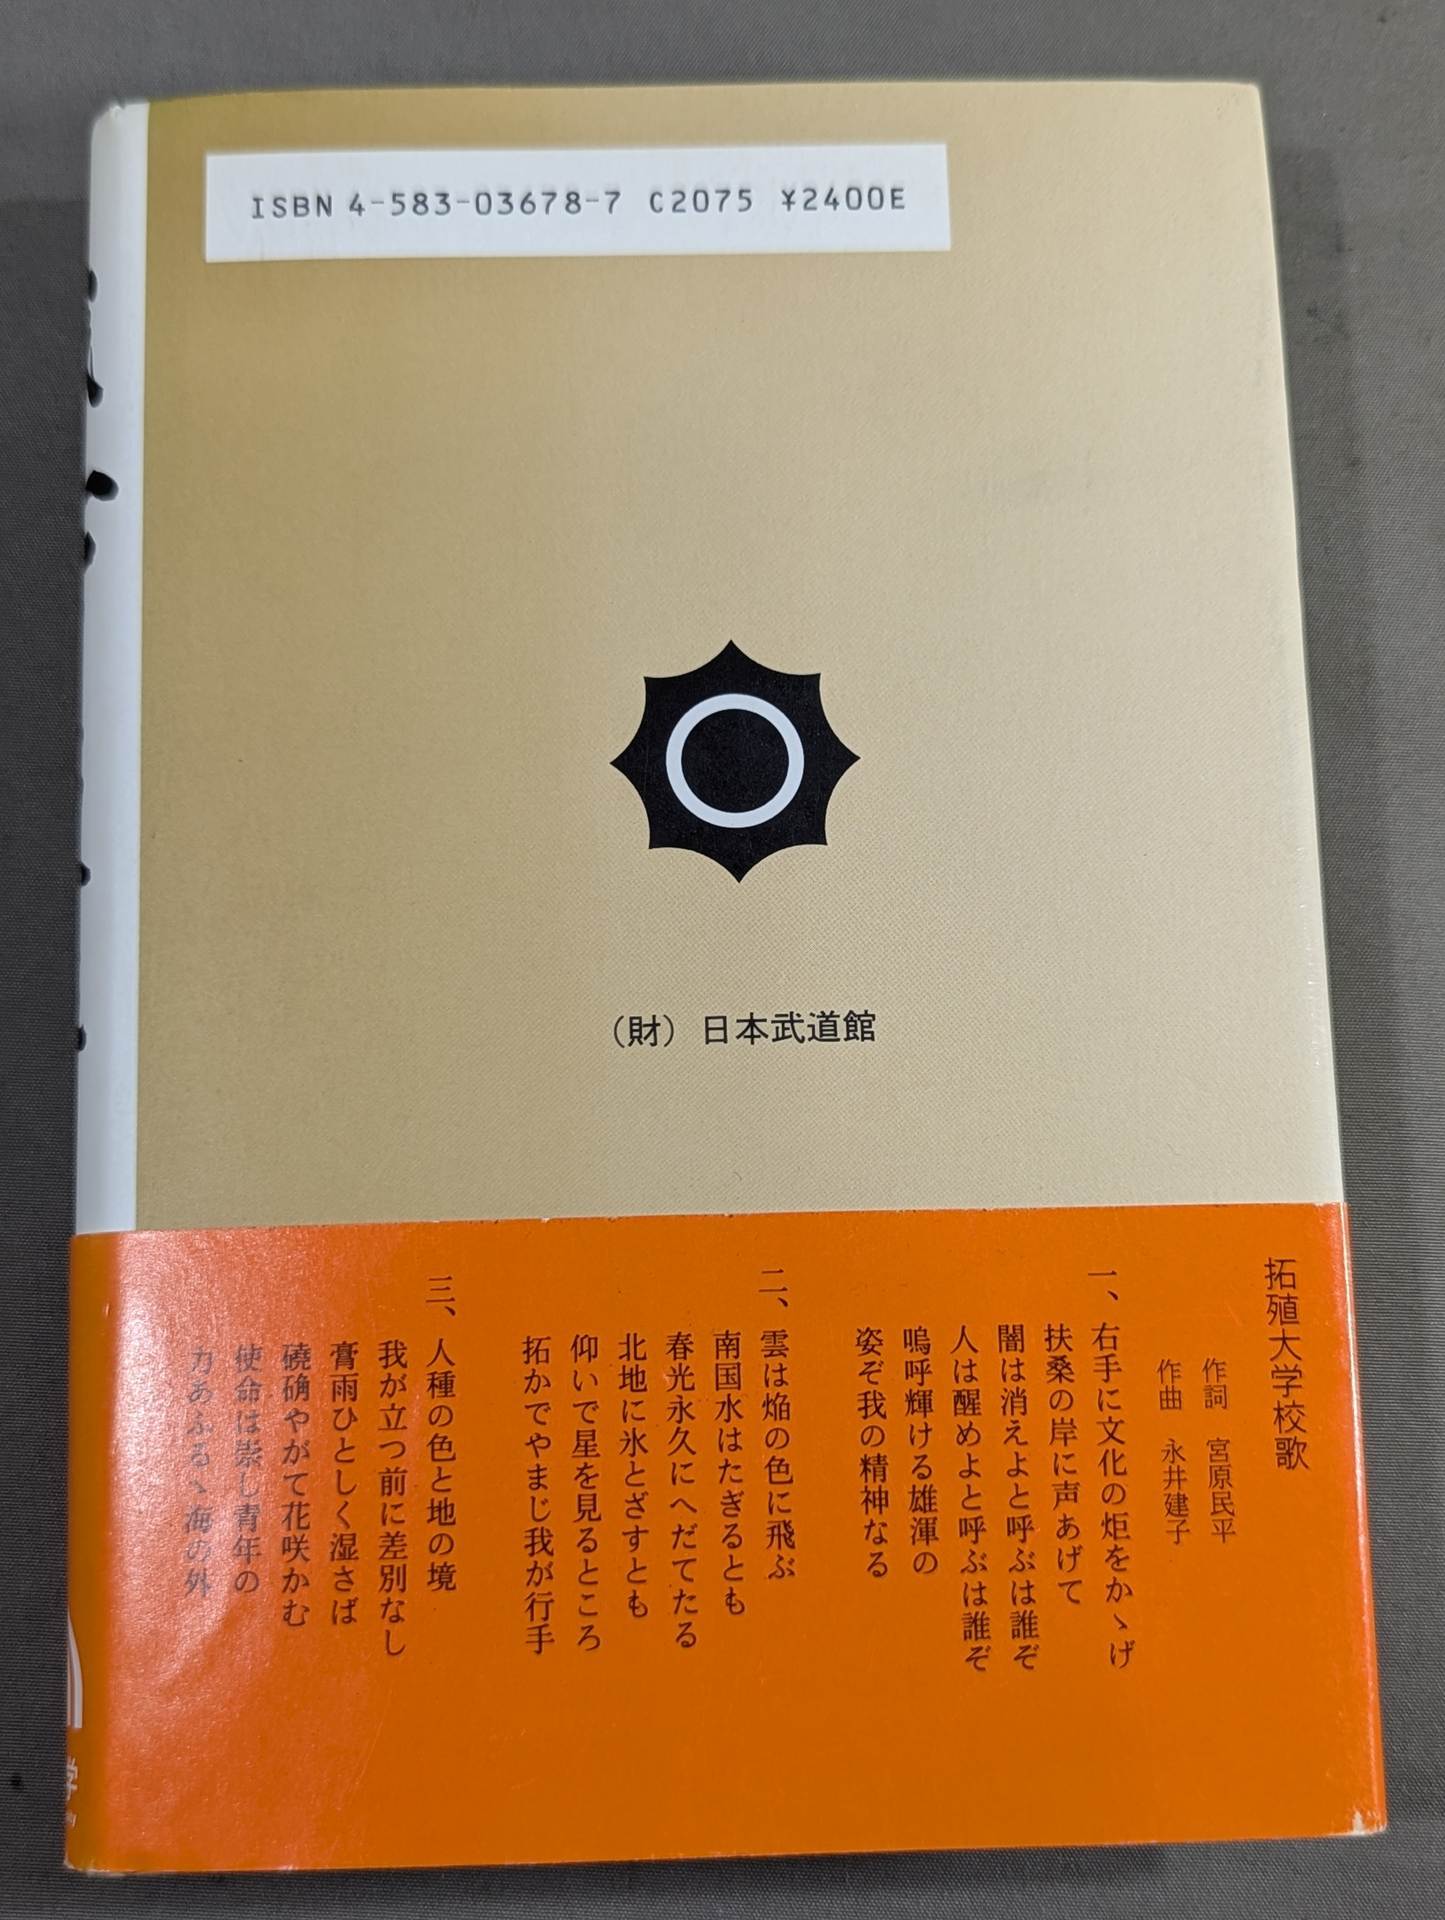 ISBN 4-583-03678-7 C2075 ¥2400E
(財) 日本武道館
拓殖大学校歌
作詞 宮原民平
作曲 永井建子
一、右手に文化の炬をかゝげ
扶桑の岸に声あげて
闇は消えよと呼ぶは誰ぞ
人は醒めよと呼ぶは誰ぞ
嗚呼輝ける雄渾の
姿ぞ我の精神なる
二、雲は焔の色に飛ぶ
南国水はたぎるとも
春光永久にへだてたる
北地に氷とざすとも
仰いで星を見るところ
拓かでやまじ我が行手
三、人種の色と地の境
我が立つ前に差別なし
膏雨ひとしく湿さば
磽确やがて花咲かむ
使命は崇し青年の
力あふるゝ海の外
学